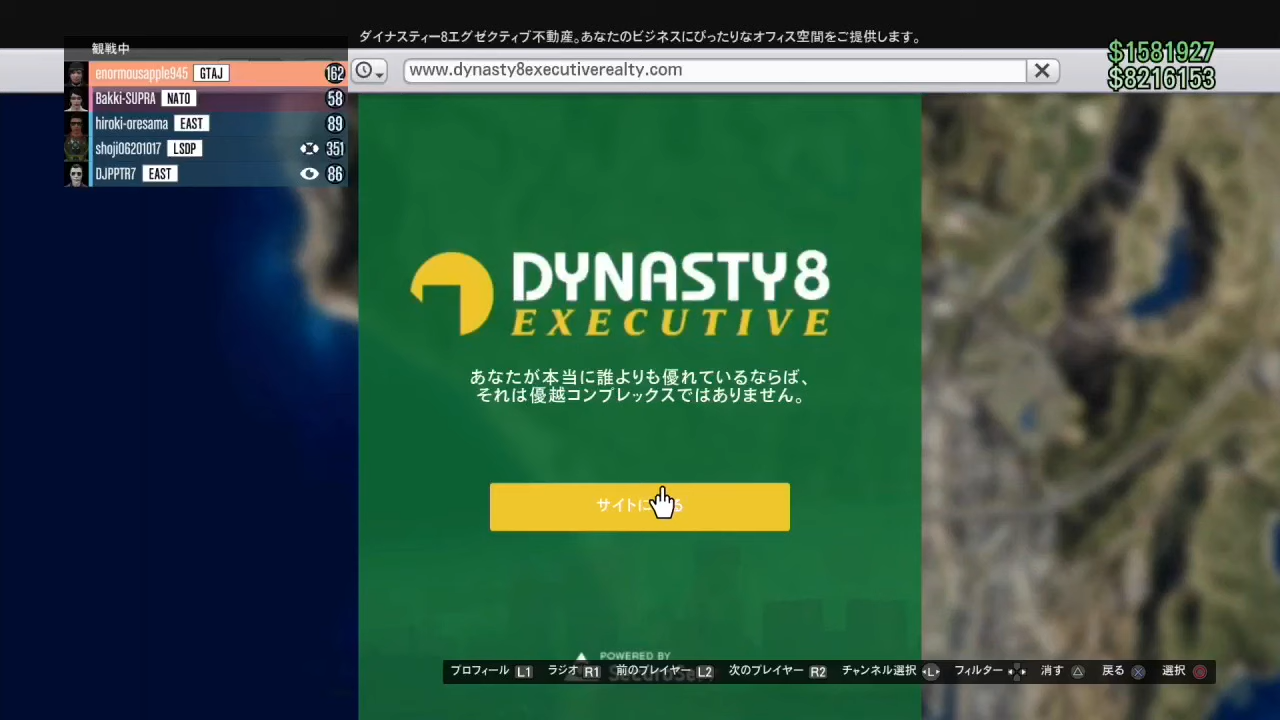 ダイナスティー8エグゼクティブ不動産。あなたのビジネスにぴったりなオフィス空間をご提供します。
観戦中
www.dynasty8executiverealty.com
$1581927
$8216153
enormousapple945 GTAJ 162
Bakki-SUPRA NATO 58
hiroki-oresama EAST 89
shoji06201017 LSDP 351
DJPPTR7 EAST 86
DYNASTY 8
EXECUTIVE
あなたが本当に誰よりも優れているならば、
それは優越コンプレックスではありません。
サイトに
POWERED BY
プロフィール L1 ラジオ R1 前のプレイヤー L2 次のプレイヤー R2 チャンネル選択 L フィルター 消す 戻る 選択